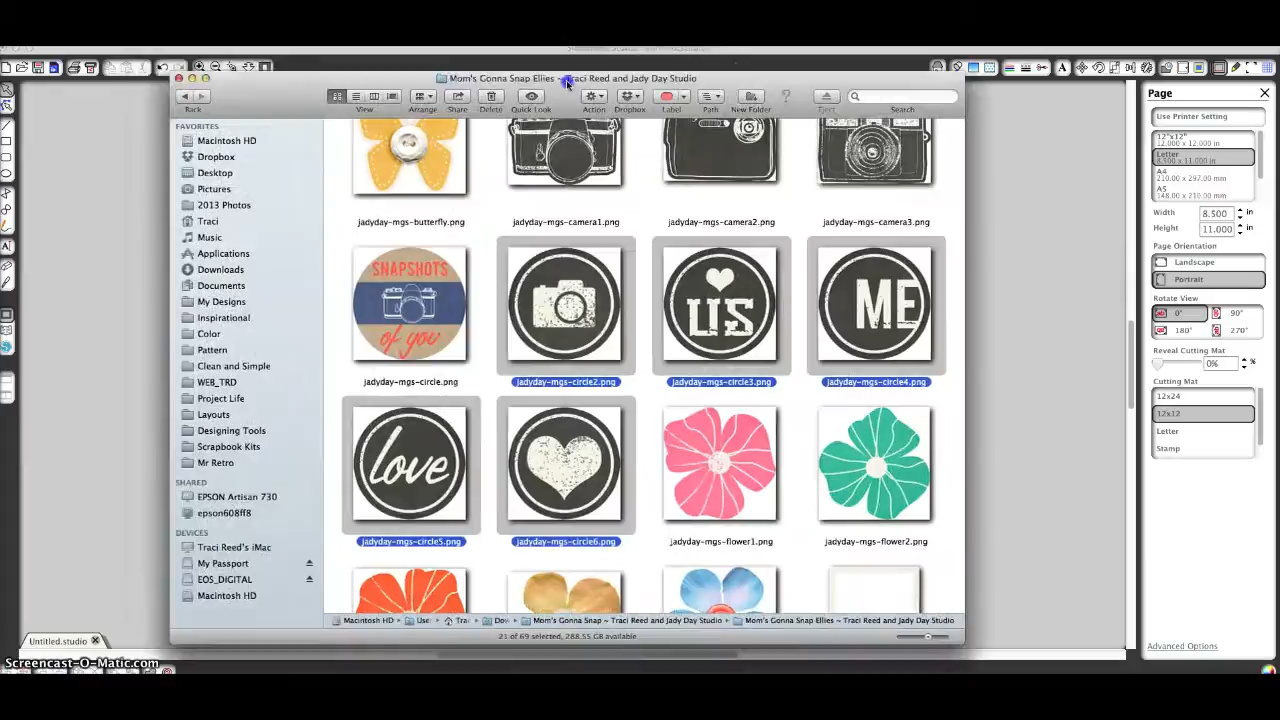 Mom's Gonna Snap Ellies ~ Traci Reed and Jady Day Studio
Back
View
Arrange
Share
Delete
Quick Look
Action
Dropbox
Label
Path
New Folder
Eject
Search
FAVORITES
Macintosh HD
Dropbox
Desktop
Pictures
2013 Photos
Traci
Music
Applications
Downloads
Documents
My Designs
Inspirational
Color
Pattern
Clean and Simple
WEB_TRD
Project Life
Layouts
Designing Tools
Scrapbook Kits
Mr Retro
SHARED
EPSON Artisan 730
epson608ff8
DEVICES
Traci Reed's iMac
My Passport
EOS_DIGITAL
Macintosh HD
jadyday-mgs-butterfly.png
jadyday-mgs-camera1.png
jadyday-mgs-camera2.png
jadyday-mgs-camera3.png
SNAPSHOTS
of you
US
ME
jadyday-mgs-circle.png
jadyday-mgs-circle2.png
jadyday-mgs-circle3.png
jadyday-mgs-circle4.png
love
jadyday-mgs-circle5.png
jadyday-mgs-circle6.png
jadyday-mgs-flower1.png
jadyday-mgs-flower2.png
Macintosh HD
Use
Tra
Dov
Mom's Gonna Snap ~ Traci Reed and Jady Day Studio
Mom's Gonna Snap Ellies ~ Traci Reed and Jady Day Studio
21 of 69 selected, 288.55 GB available
Page
Use Printer Setting
12"x12"
12.000 x 12.000 in
Letter
8.500 x 11.000 in
A4
210.00 x 297.00 mm
A5
148.00 x 210.00 mm
Width
8.500
in
Height
11.000
in
Page Orientation
Landscape
Portrait
Rotate View
0°
90°
180°
270°
Reveal Cutting Mat
0%
%
Cutting Mat
12x24
12x12
Letter
Stamp
Advanced Options
Untitled.studio
Screencast-O-Matic.com